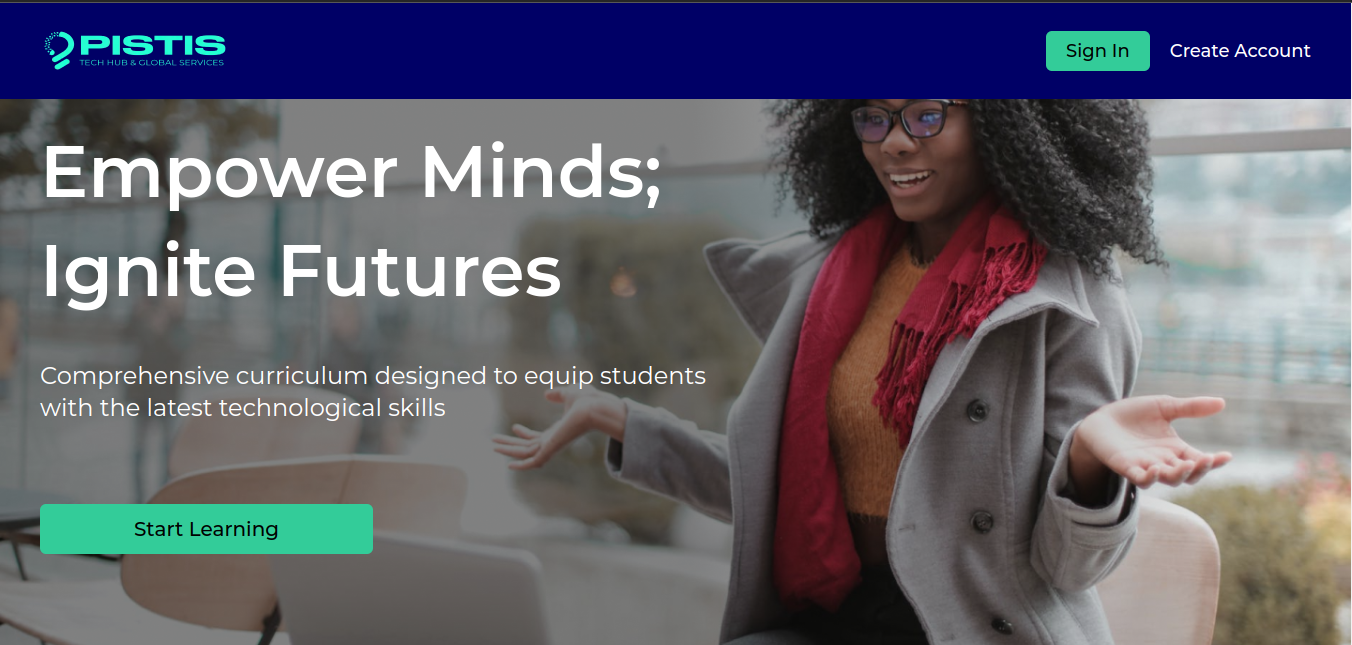 PISTIS
TECH HUB & GLOBAL SERVICES
Sign In
Create Account
Empower Minds;
Ignite Futures
Comprehensive curriculum designed to equip students
with the latest technological skills
Start Learning